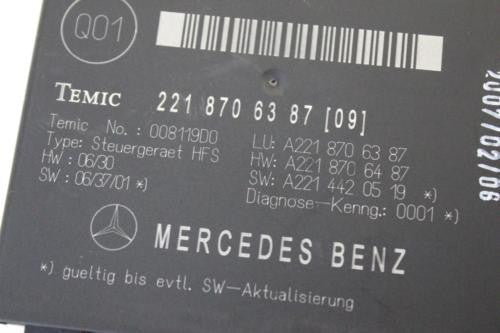 Q01
TEMIC 221 870 63 87 [09]
Temic No.: 008119D0
Type: Steuergeraet HFS
HW : 06/30
SW : 06/37/01 *)
LU: A221 870 63 87
HW: A221 870 64 87
SW: A221 442 05 19 *)
Diagnose-Kenng: 0001 *)
MERCEDES BENZ
*) gueltig bis evtl. SW-Aktualisierung
2007/02/06